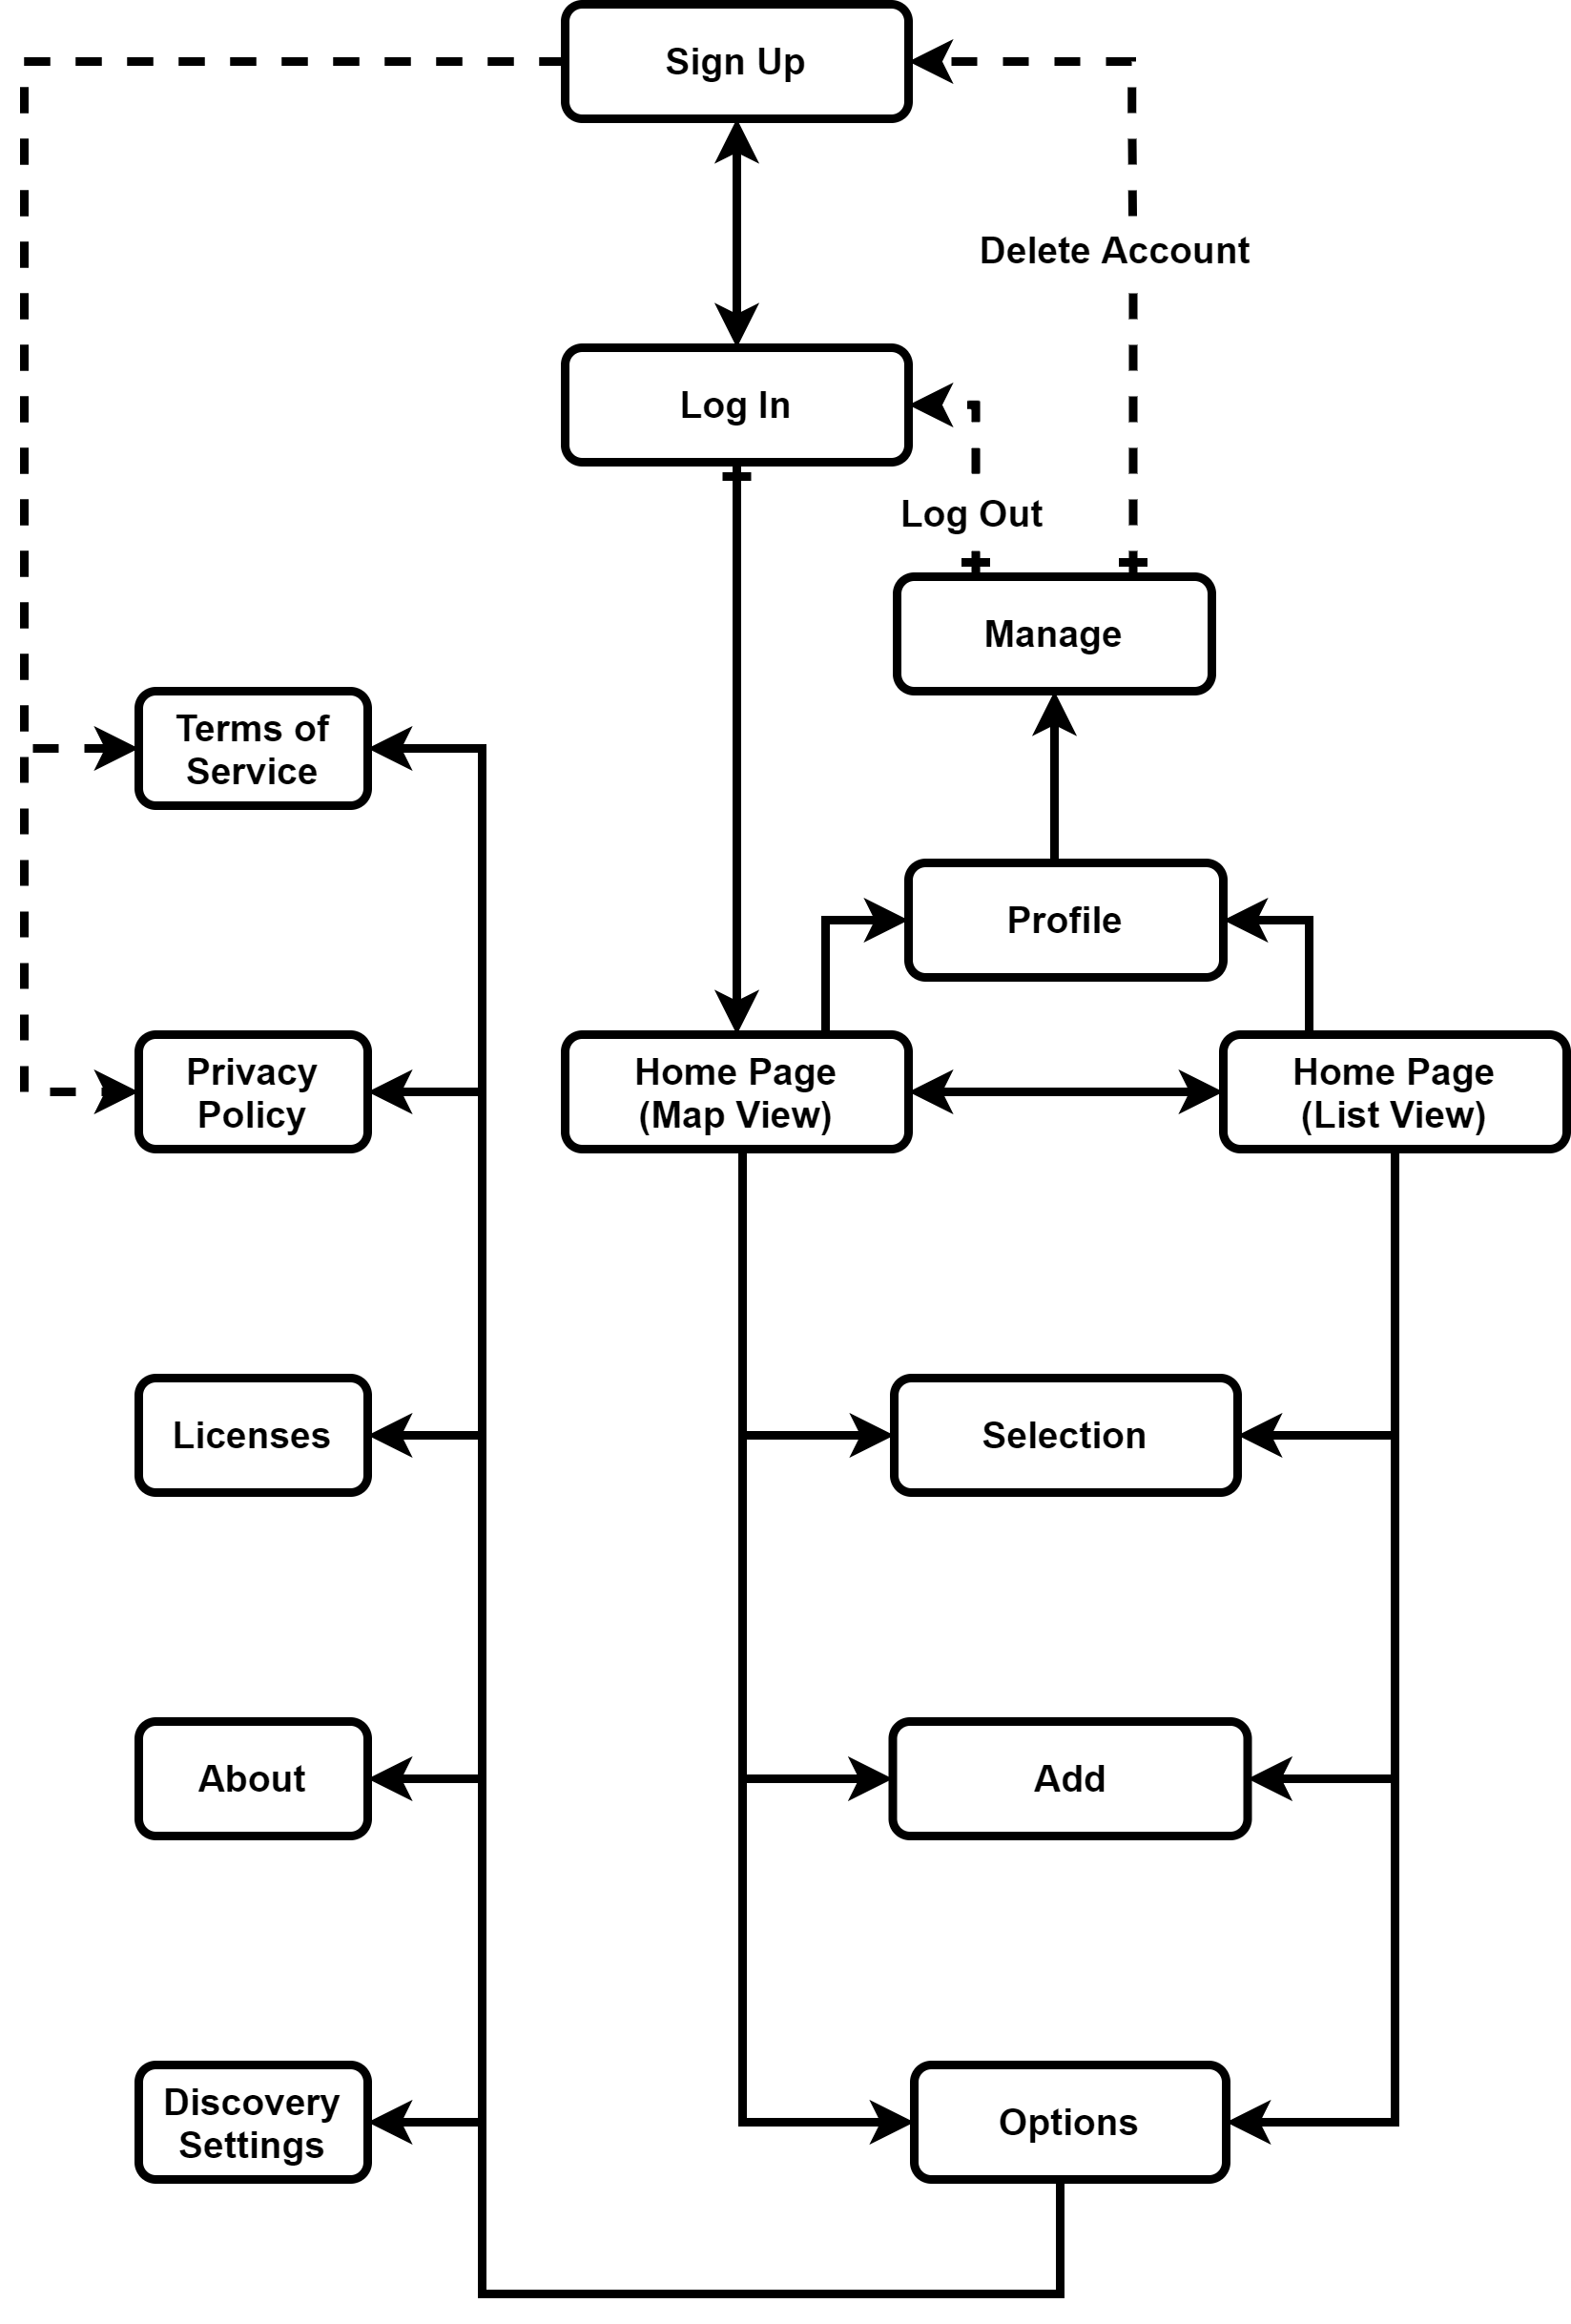 Sign Up
Delete Account
Log In
Log Out
Manage
Terms of
Service
Profile
Privacy
Policy
Home Page
(Map View)
Home Page
(List View)
Licenses
Selection
About
Add
Discovery
Settings
Options